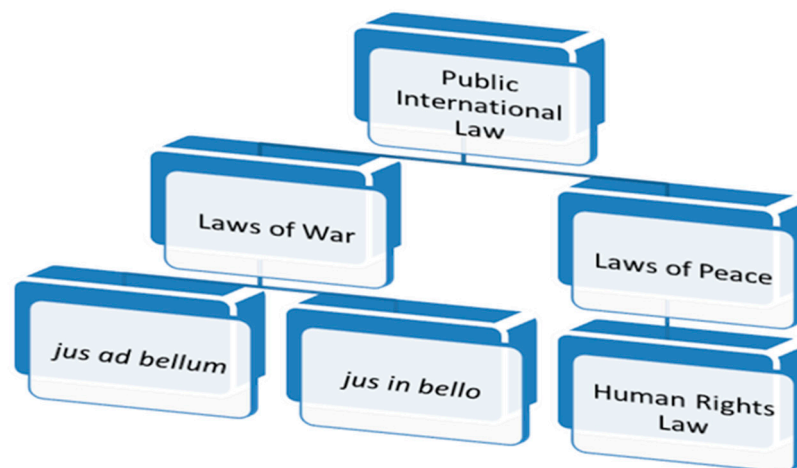 Public
International
Law
Laws of War
Laws of Peace
jus ad bellum
jus in bello
Human Rights
Law